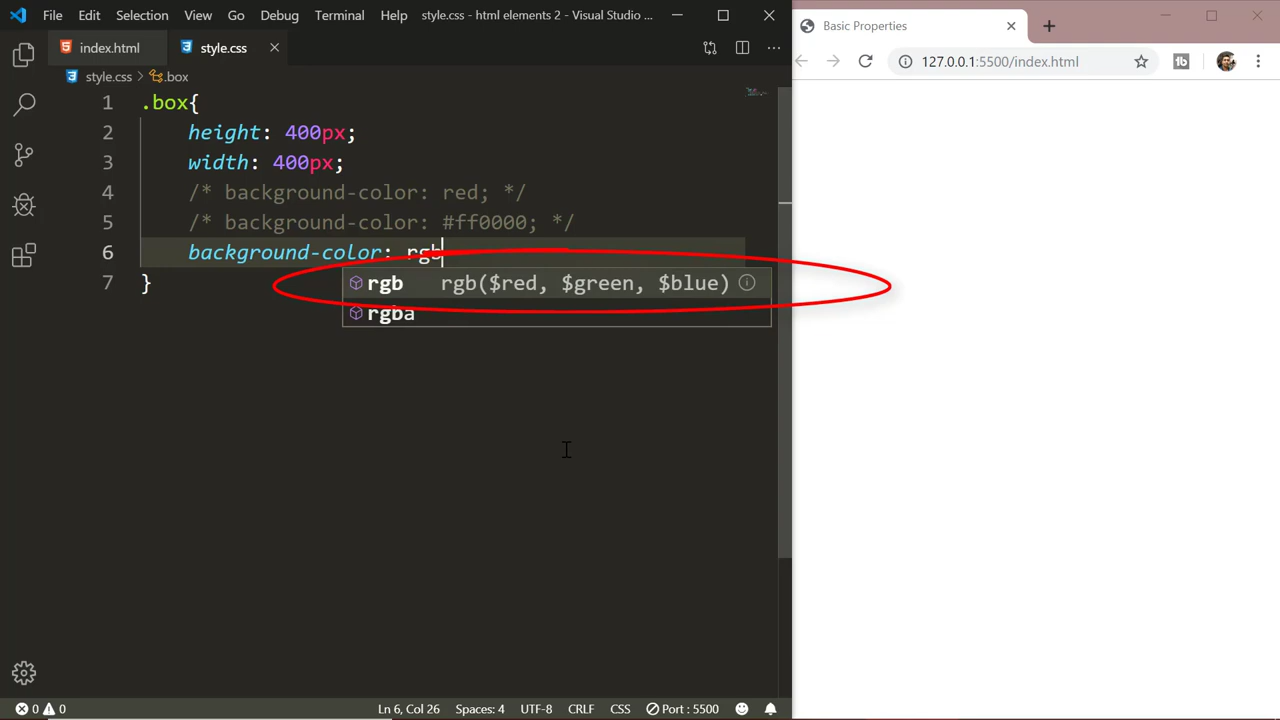 File Edit Selection View Go Debug Terminal Help style.css - html elements 2 - Visual Studio ...
index.html style.css
style.css > .box
1 .box{
2 height: 400px;
3 width: 400px;
4 /* background-color: red; */
5 /* background-color: #ff0000; */
6 background-color: rgb
7 }
rgb rgb($red, $green, $blue)
rgba
0 0 Ln 6, Col 26 Spaces: 4 UTF-8 CRLF CSS Port : 5500
Basic Properties
127.0.0.1:5500/index.html